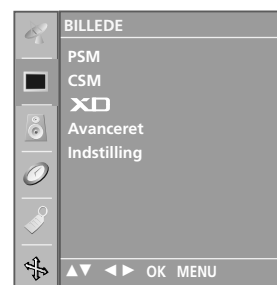 BILLEDE
PSM
CSM
XD
Avanceret
Indstilling
▲▼ ◄► OK MENU